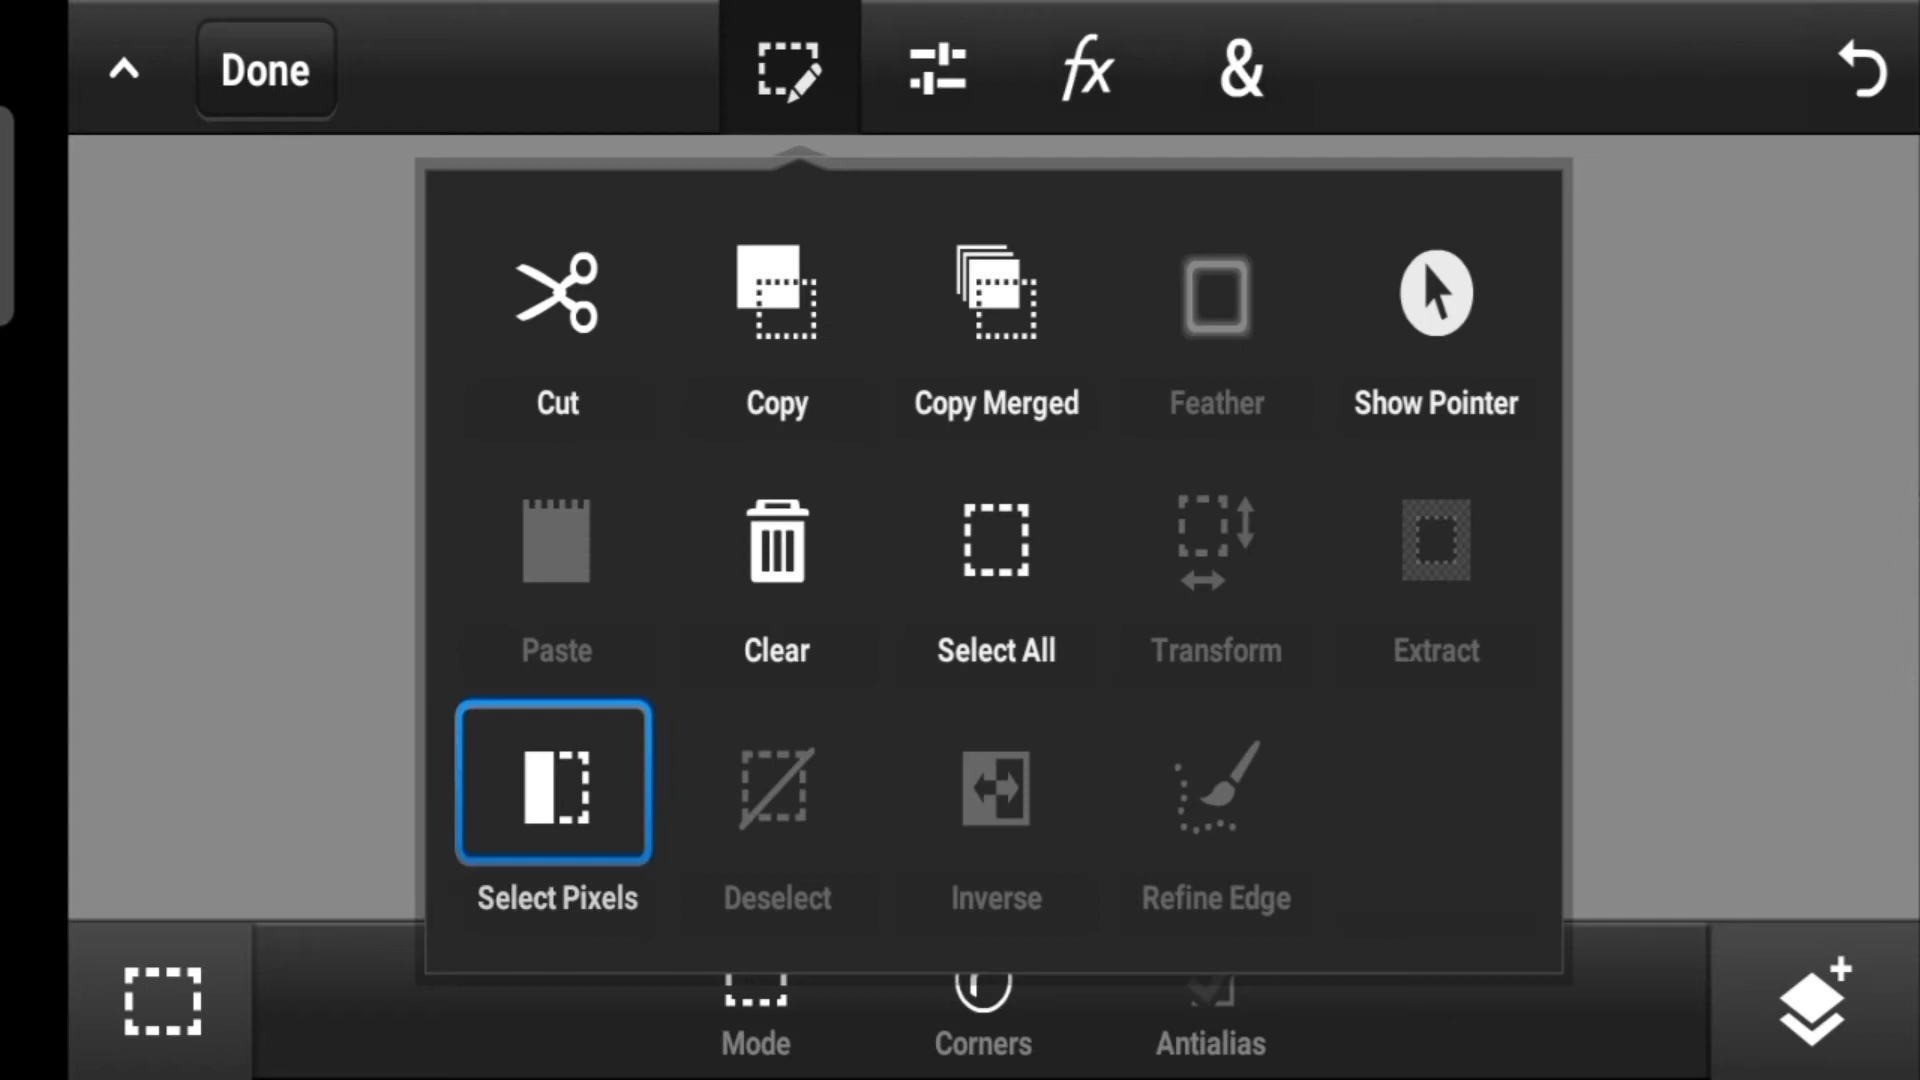 Done fx &
Cut Copy Copy Merged Feather Show Pointer
Paste Clear Select All Transform Extract
Select Pixels Deselect Inverse Refine Edge
Mode Corners Antialias